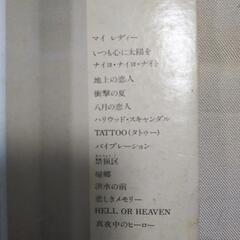 マイ レディー
いつも心に太陽を
ナイヨ・ナイヨ・ナイト
地上の恋人
衝撃の夏
八月の恋人
ハリウッド・スキャンダル
TATTOO(タトゥー)
バイブレーション
禁猟区
帰郷
洪水の前
悲しきメモリー
HELL OR HEAVEN
真夜中のヒーロー